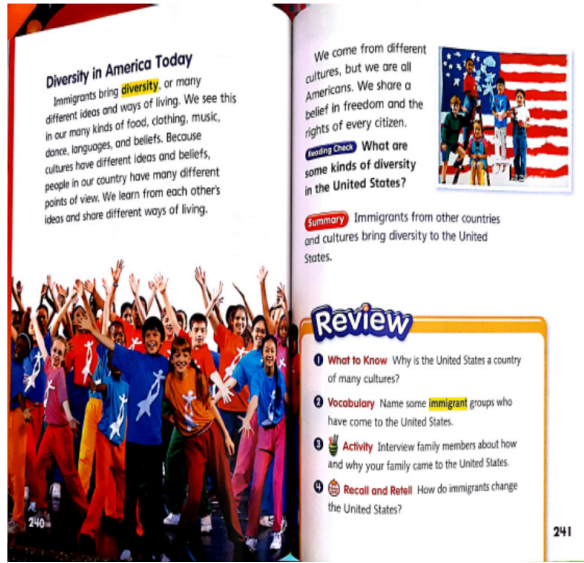 Diversity in America Today
Immigrants bring diversity, or many
different ideas and ways of living. We see this
in our many kinds of food, clothing, music,
dance, languages, and beliefs. Because
cultures have different ideas and beliefs,
people in our country have many different
points of view. We learn from each other's
ideas and share different ways of living.
240
We come from different
cultures, but we are all
Americans. We share a
belief in freedom and the
rights of every citizen.
Reading Check What are
some kinds of diversity
in the United States?
Summary Immigrants from other countries
and cultures bring diversity to the United
States.
Review
1 What to Know Why is the United States a country
of many cultures?
2 Vocabulary Name some immigrant groups who
have come to the United States.
3 Activity Interview family members about how
and why your family came to the United States.
4 Recall and Retell How do immigrants change
the United States?
241